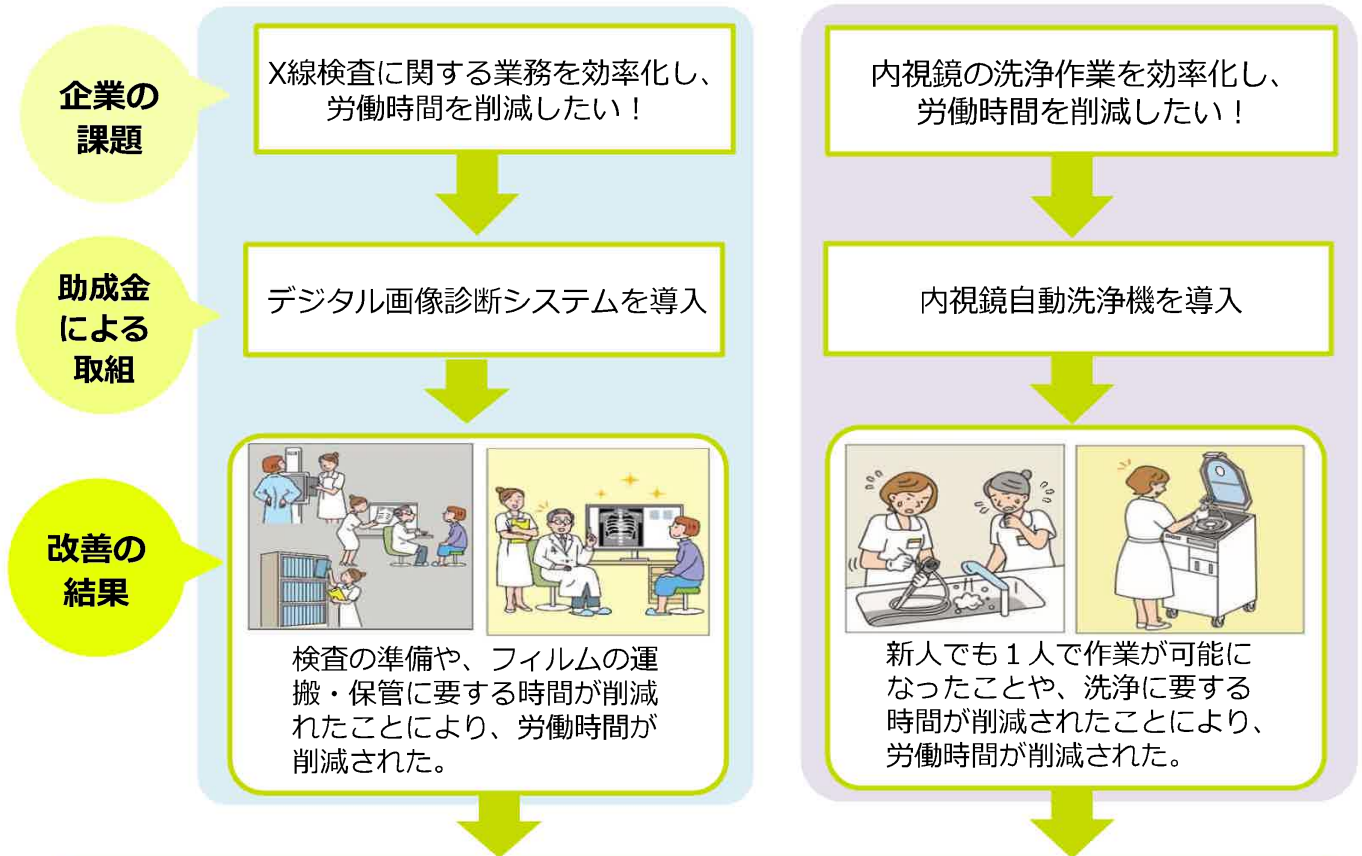 企業の
課題
X線検査に関する業務を効率化し、
労働時間を削減したい！
内視鏡の洗浄作業を効率化し、
労働時間を削減したい！
助成金
による
取組
デジタル画像診断システムを導入
内視鏡自動洗浄機を導入
改善の
結果
検査の準備や、フィルムの運
搬・保管に要する時間が削減
れたことにより、労働時間が
削減された。
新人でも１人で作業が可能に
なったことや、洗浄に要する
時間が削減されたことにより、
労働時間が削減された。